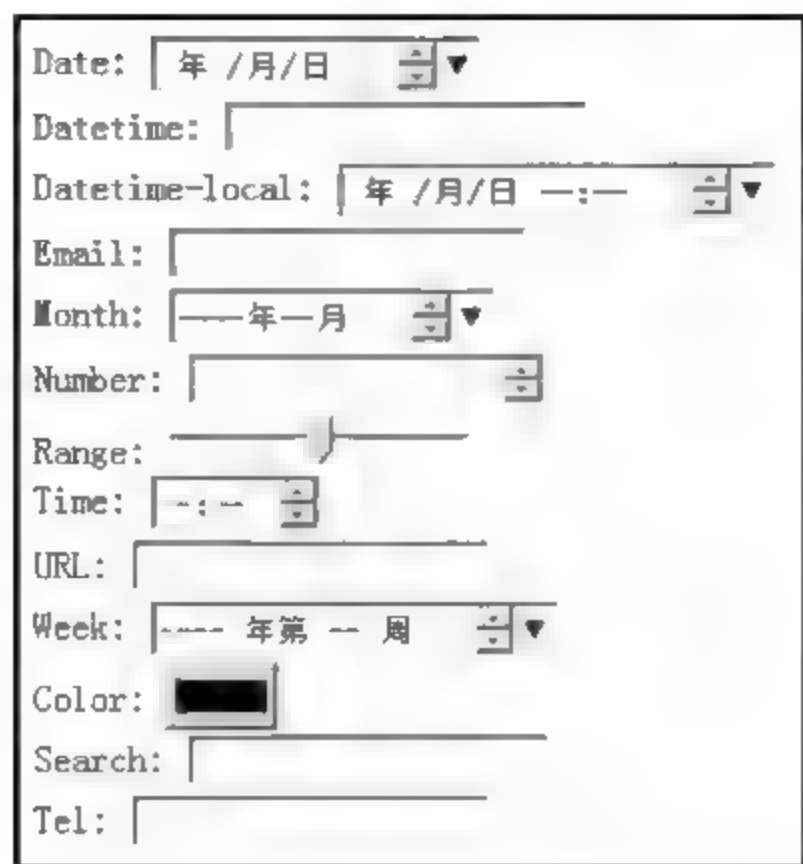 Date: 年 /月/日
Datetime:
Datetime-local: 年 /月/日 --:--
Email:
Month: ----年--月
Number:
Range:
Time: --:--
URL:
Week: ---- 年第 -- 周
Color:
Search:
Tel: